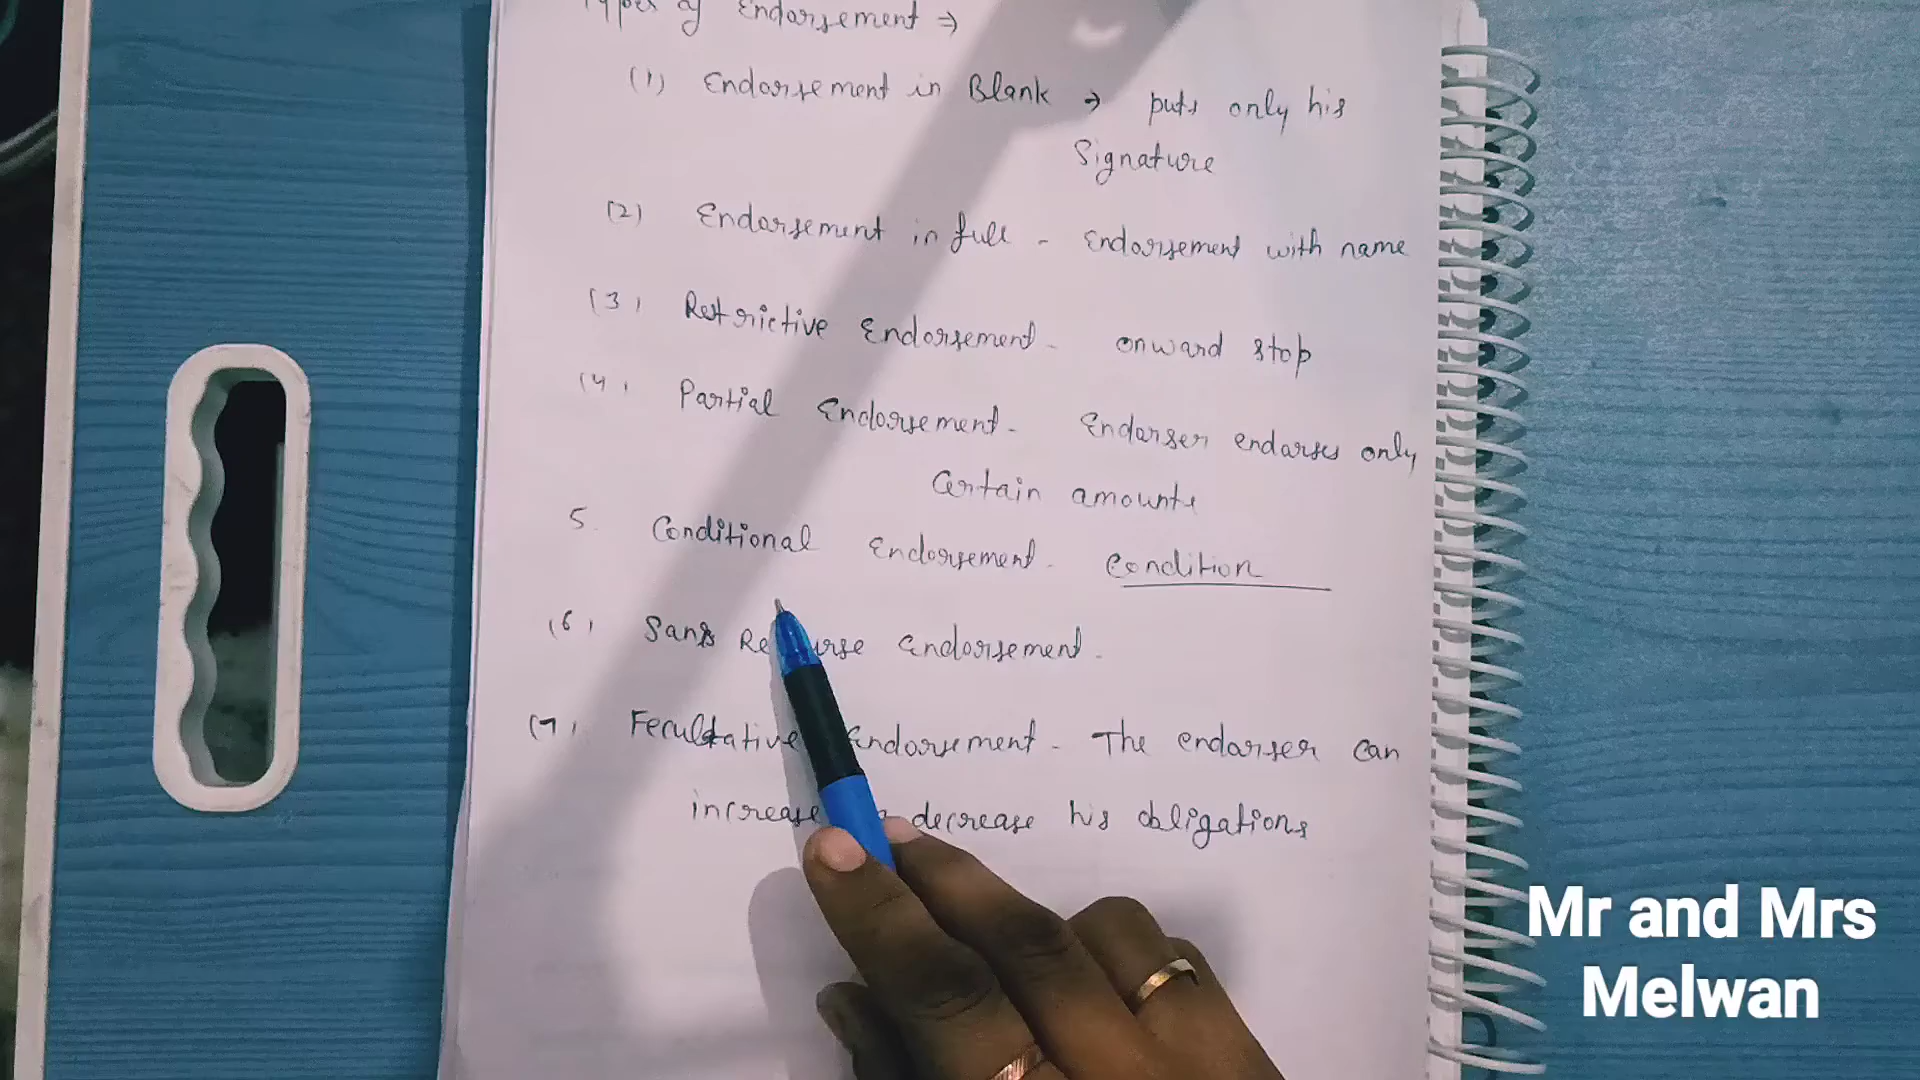 Types of Endorsement ⇒
(1) Endorsement in Blank → puts only his
Signature
(2) Endorsement in full - Endorsement with name
(3) Restrictive Endorsement - onward stop
(4) Partial Endorsement - Endorser endorses only
Certain amounts
5. Conditional Endorsement - Condition
(6) Sans Endorsement.
(7) Endorsement - The endorser can
increase decrease his obligations
Mr and Mrs
Melwan